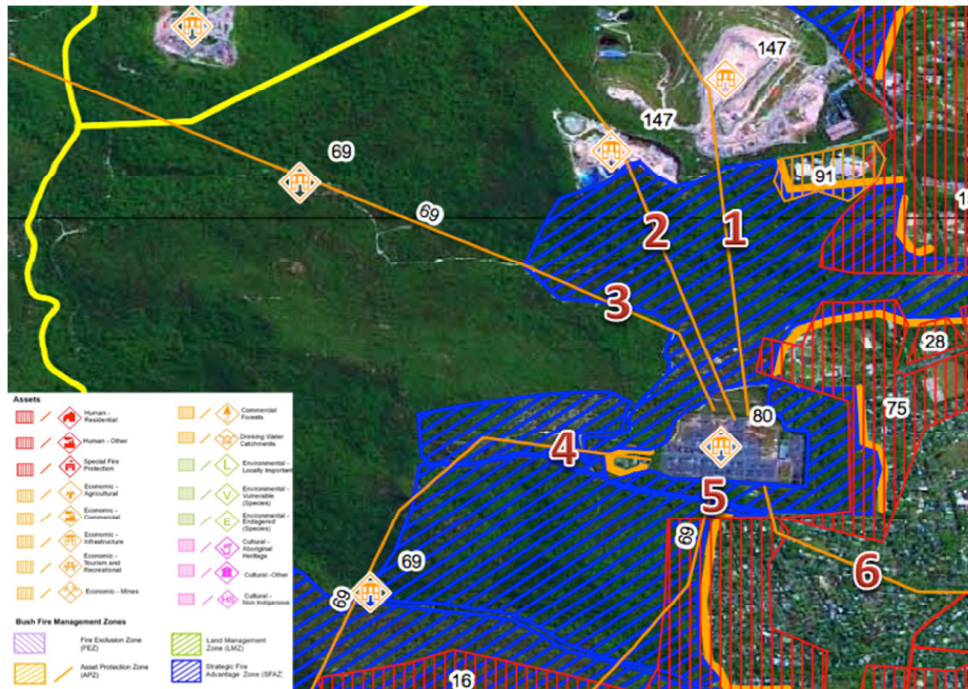 147
69
147
91
69
2
1
3
28
80
75
4
5
69
69
6
69
16
Assets
Human -
Residential
Human - Other
Special Fire
Protection
Economic -
Agricultural
Economic -
Commercial
Economic -
Infrastructure
Economic -
Tourism and
Recreational
Economic - Mines
Commercial
Forests
Drinking Water
Catchments
L
Environmental -
Locally Important
V
Environmental -
Vulnerable
(Species)
E
Environmental -
Endagered
(Species)
Cultural -
Aboriginal
Heritage
Cultural -Other
Cultural -
Non Indigenous
Bush Fire Management Zones
Fire Exclusion Zone
(FEZ)
Asset Protection Zone
(APZ)
Land Management
Zone (LMZ)
Strategic Fire
Advantage Zone (SFAZ)